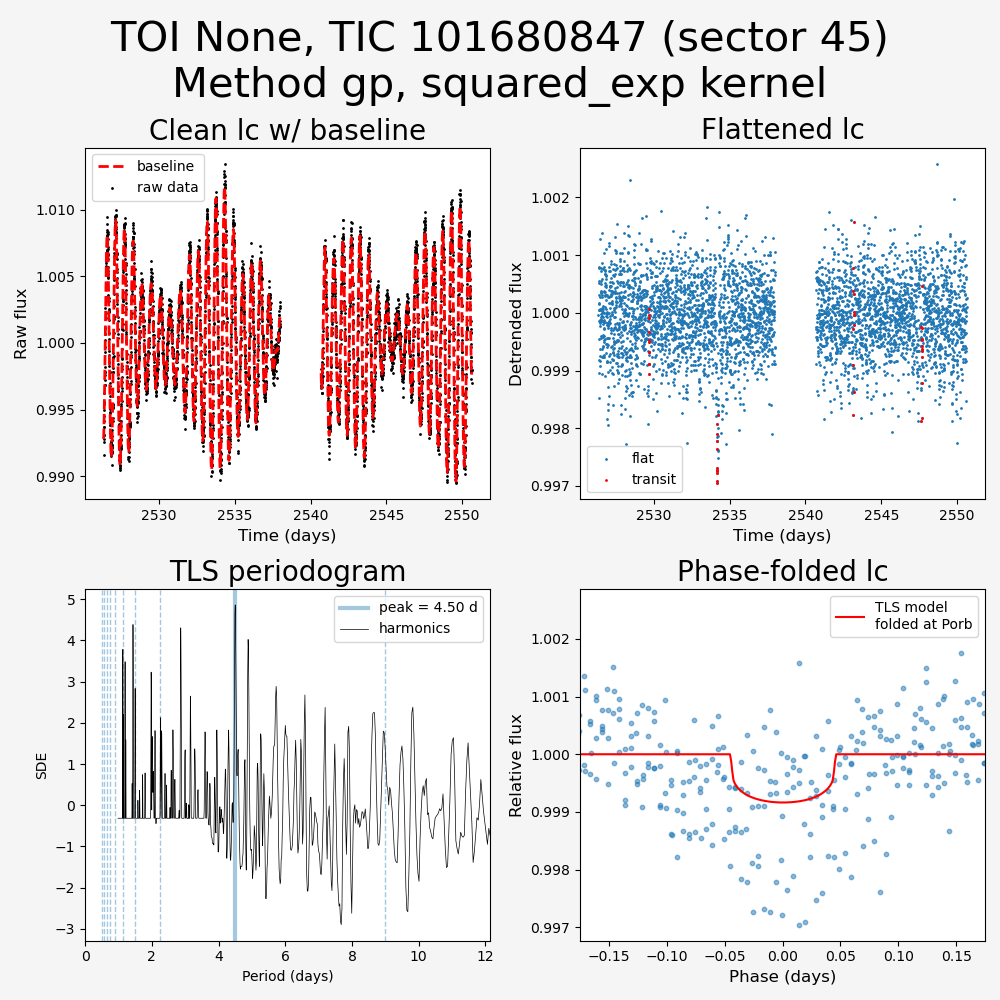 TOI None, TIC 101680847 (sector 45)
Method gp, squared_exp kernel
Clean lc w/ baseline
baseline
raw data
Raw flux
1.010
1.005
1.000
0.995
0.990
2530
2535
2540
2545
2550
Time (days)
Flattened lc
Detrended flux
1.002
1.001
1.000
0.999
0.998
0.997
flat
transit
2530
2535
2540
2545
2550
Time (days)
TLS periodogram
peak = 4.50 d
harmonics
SDE
5
4
3
2
1
0
−1
−2
−3
0
2
4
6
8
10
12
Period (days)
Phase-folded lc
TLS model
folded at Porb
Relative flux
1.002
1.001
1.000
0.999
0.998
0.997
−0.15
−0.10
−0.05
0.00
0.05
0.10
0.15
Phase (days)